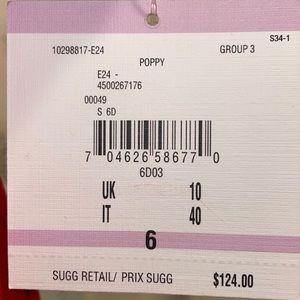 S34-1
10298817-E24 GROUP 3
POPPY
E24 -
4500267176
00049
S 6D
7 04626 58677 0
6D03
UK 10
IT 40
6
SUGG RETAIL/ PRIX SUGG $124.00